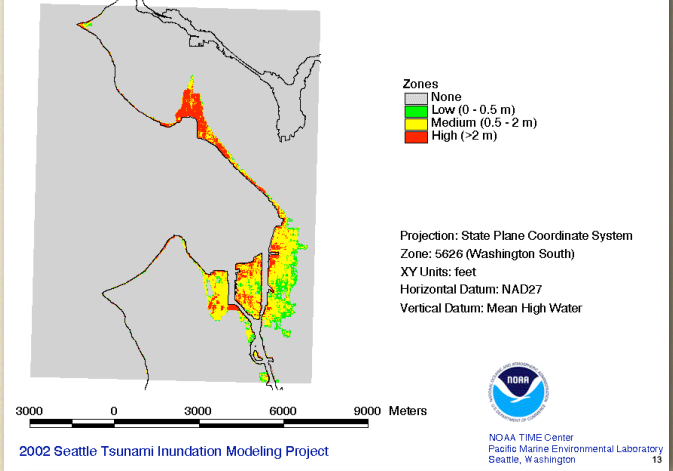 Zones
None
Low (0 - 0.5 m)
Medium (0.5 - 2 m)
High (>2 m)
Projection: State Plane Coordinate System
Zone: 5626 (Washington South)
XY Units: feet
Horizontal Datum: NAD27
Vertical Datum: Mean High Water
3000 0 3000 6000 9000 Meters
NOAA
2002 Seattle Tsunami Inundation Modeling Project
NOAA TIME Center
Pacific Marine Environmental Laboratory
Seattle, Washington 13